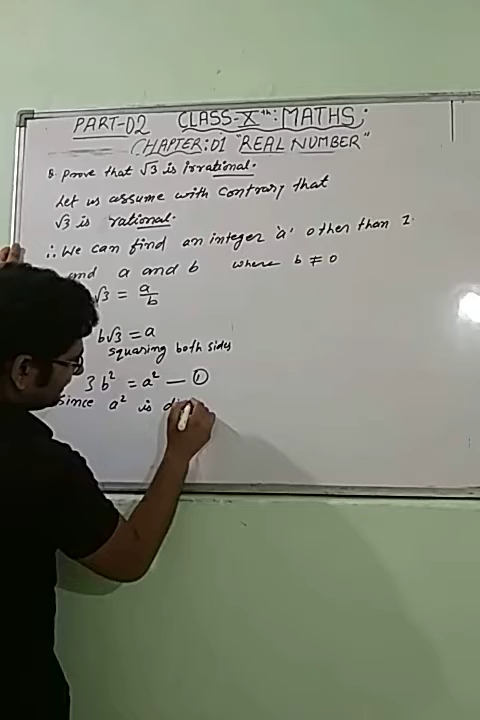 PART-02 CLASS-Xth: MATHS:
CHAPTER:01 "REAL NUMBER"
Q. Prove that √3 is irrational.
Let us assume with contrary that
√3 is rational.
∴ We can find an integer 'a' other than 1.
and a and b where b ≠ 0
√3 = a/b
b√3 = a
squaring both sides
3b² = a² — ①
Since a² is di